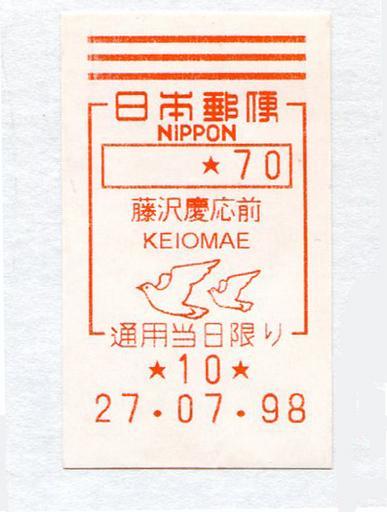 日本郵便
NIPPON
★70
藤沢慶応前
KEIOMAE
通用当日限り
★10★
27・07・98